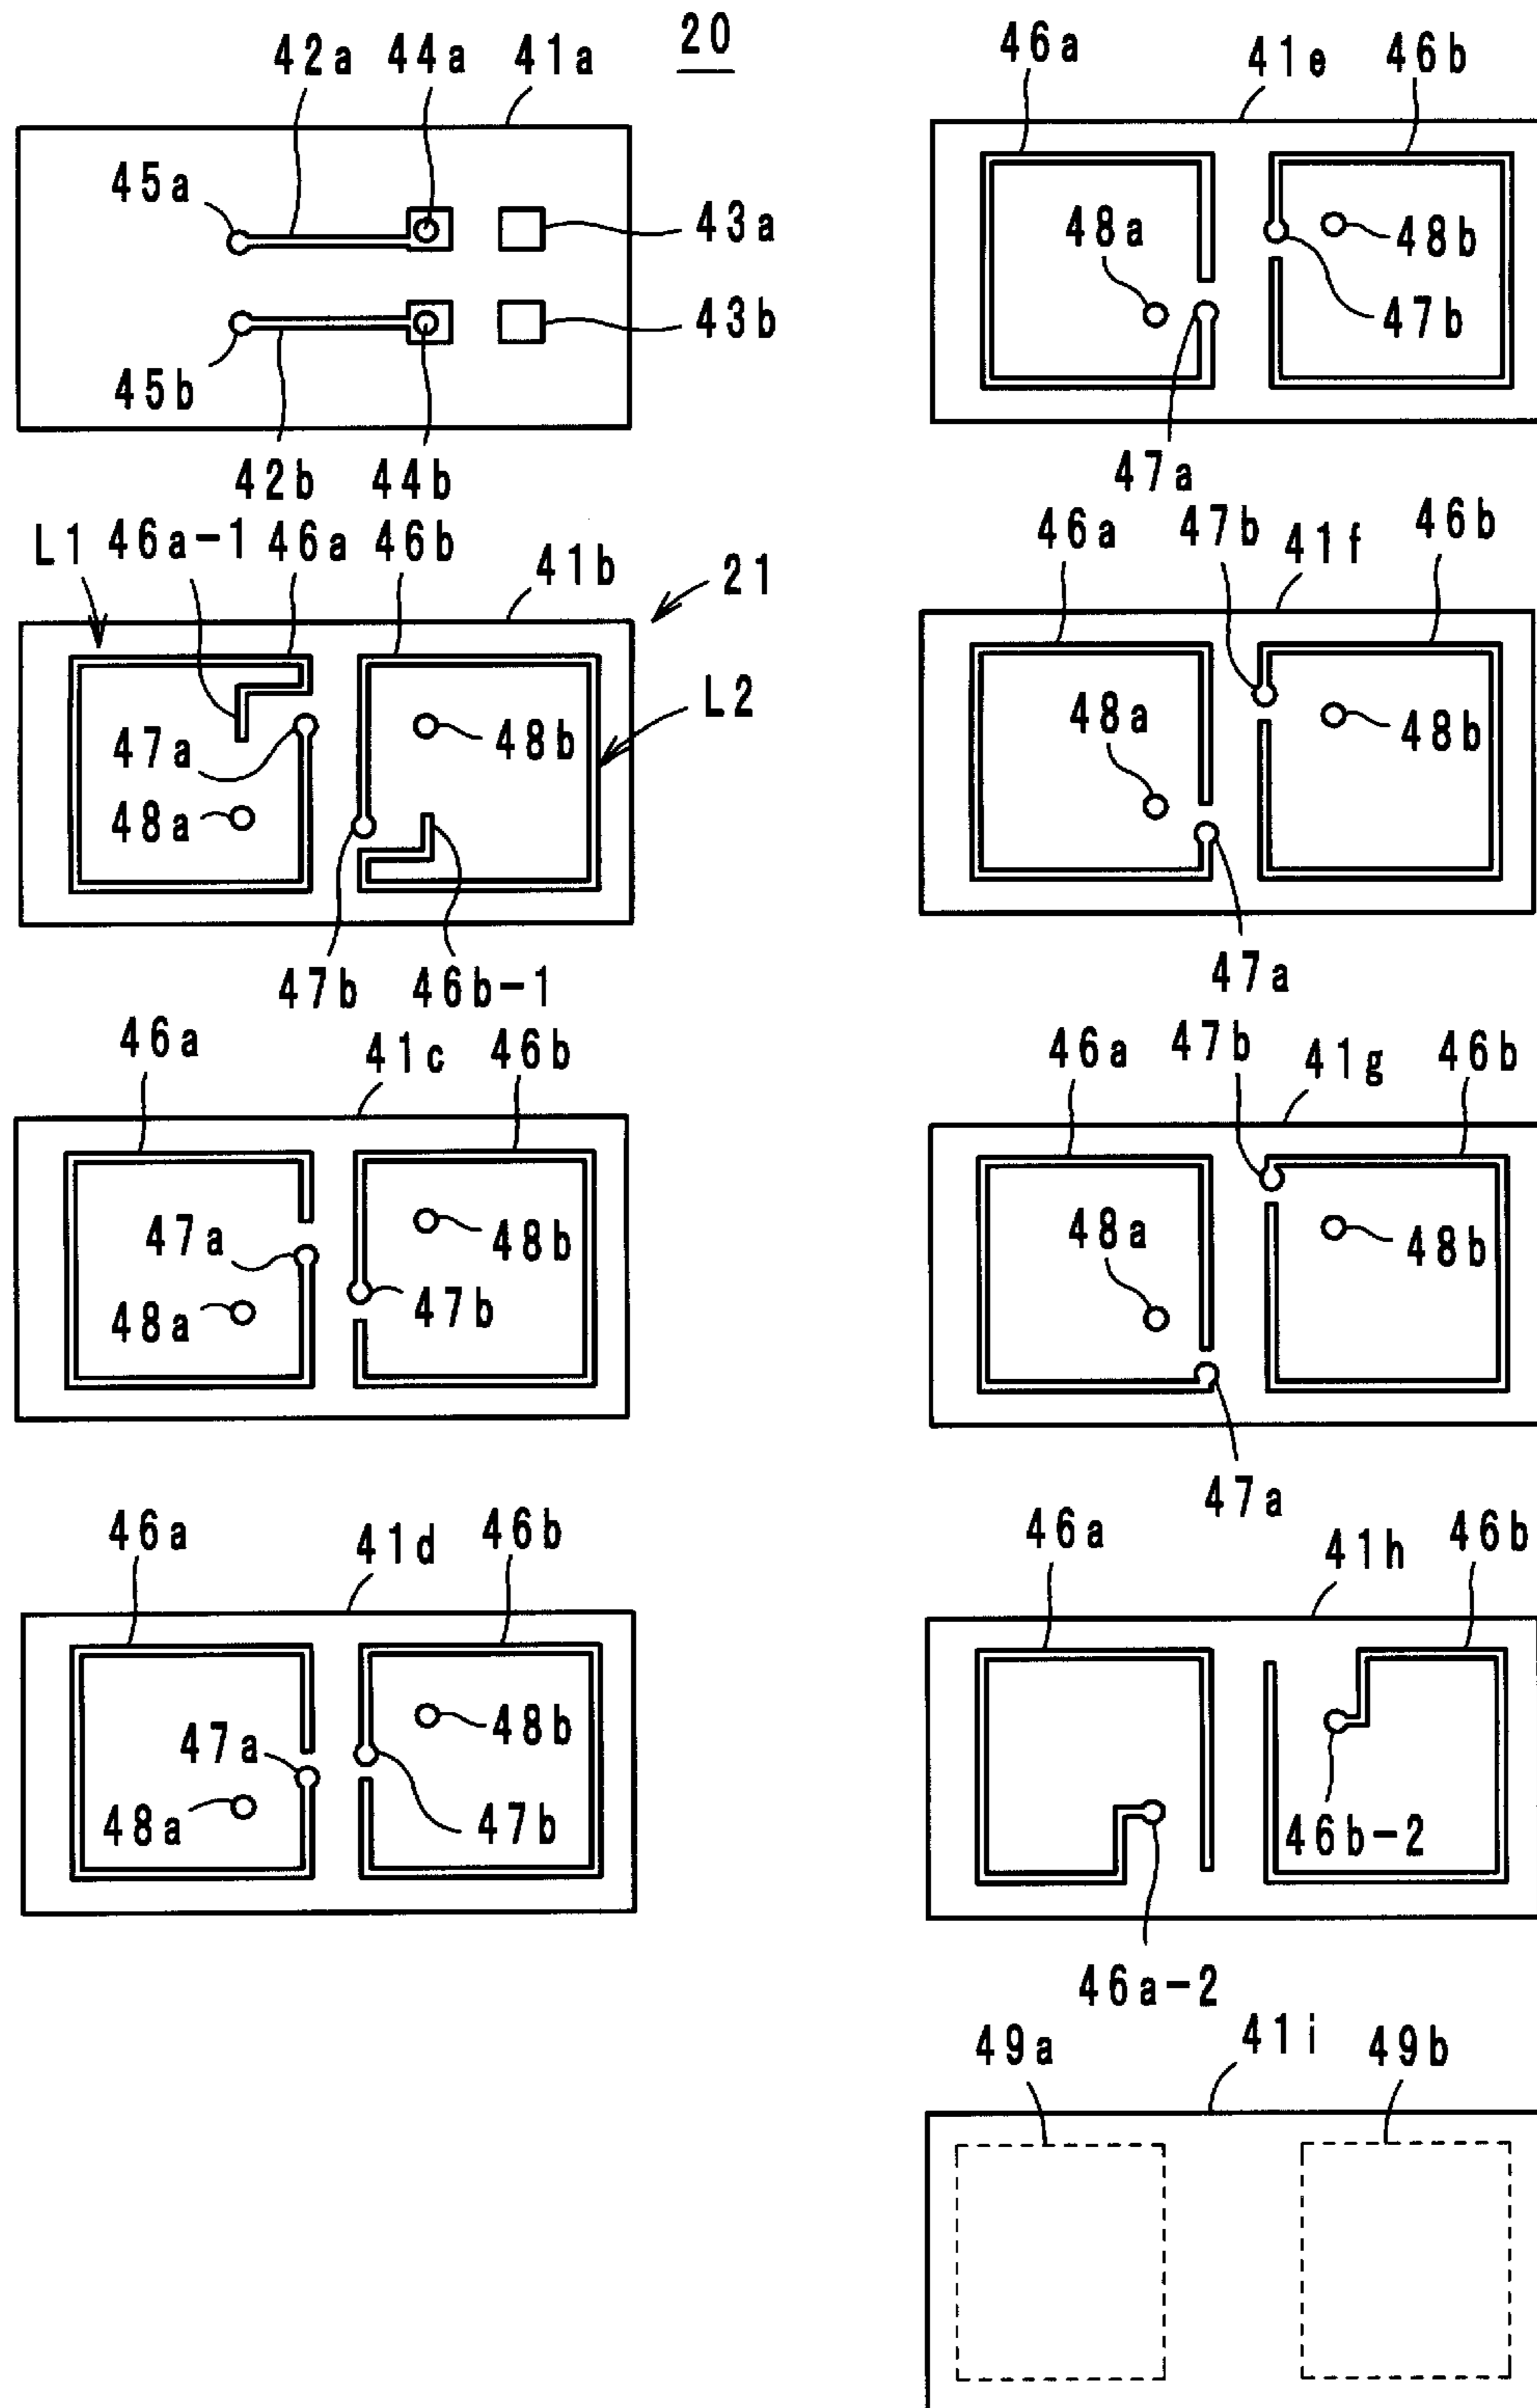 20
42a 44a 41a
45a
43a
43b
45b
42b 44b
L1 46a-1 46a 46b 41b 21
L2
47a 48b
48a
47b 46b-1
46a 41c 46b
47a 48b
48a 47b
46a 41d 46b
47a 48b
48a 47b
46a 41e 46b
48a 48b
47b
47a
46a 47b 41f 46b
48a 48b
47a
46a 47b 41g 46b
48a 48b
47a
46a 41h 46b
46b-2
46a-2
49a 41i 49b